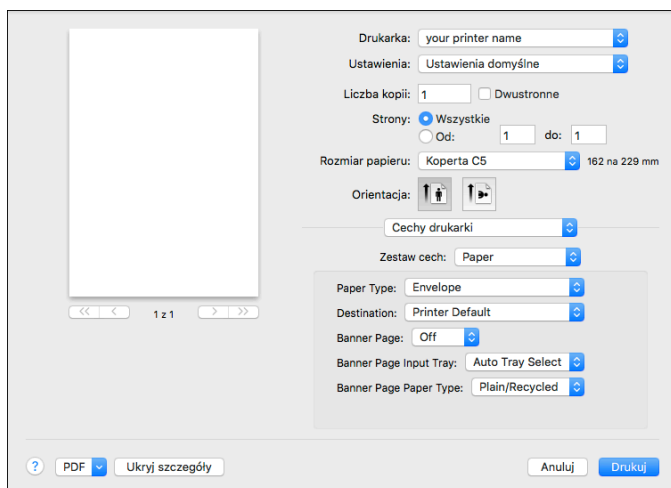 Drukarka: your printer name
Ustawienia: Ustawienia domyślne
Liczba kopii: 1 Dwustronne
Strony: Wszystkie
Od: 1 do: 1
Rozmiar papieru: Koperta C5 162 na 229 mm
Orientacja:
Cechy drukarki
Zestaw cech: Paper
Paper Type: Envelope
Destination: Printer Default
Banner Page: Off
Banner Page Input Tray: Auto Tray Select
Banner Page Paper Type: Plain/Recycled
<< < 1 z 1 > >>
? PDF Ukryj szczegóły Anuluj Drukuj